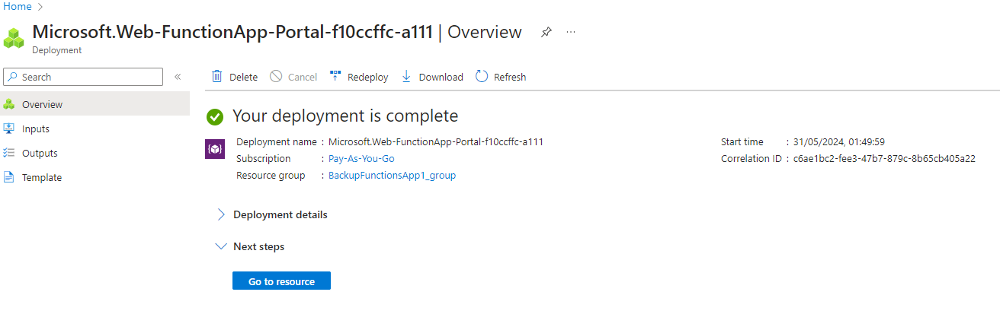 Home >
Microsoft.Web-FunctionApp-Portal-f10ccffc-a111 | Overview ...
Deployment
Search «
Delete Cancel Redeploy Download Refresh
Overview
Inputs
Outputs
Template
Your deployment is complete
Deployment name : Microsoft.Web-FunctionApp-Portal-f10ccffc-a111
Subscription : Pay-As-You-Go
Resource group : BackupFunctionsApp1_group
Start time : 31/05/2024, 01:49:59
Correlation ID : c6ae1bc2-fee3-47b7-879c-8b65cb405a22
Deployment details
Next steps
Go to resource